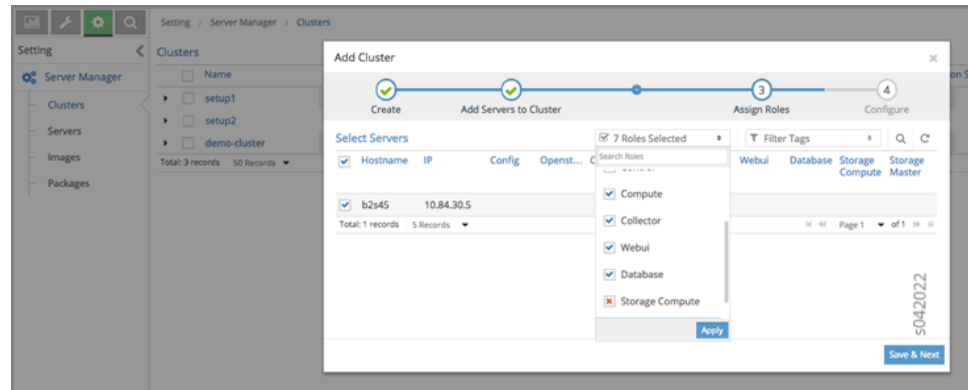 Setting > Server Manager > Clusters
Setting
Server Manager
Clusters
Servers
Images
Packages
Clusters
Name
setup1
setup2
demo-cluster
Total: 3 records 50 Records
on S
Add Cluster
Create
Add Servers to Cluster
3
Assign Roles
4
Configure
Select Servers
7 Roles Selected
Filter Tags
Hostname IP Config Openst... C Webui Database Storage Compute Storage Master
b2s45 10.84.30.5
Total: 1 records 5 Records
Page 1 of 1
Search Roles
Compute
Collector
Webui
Database
Storage Compute
Apply
Save & Next
s042022